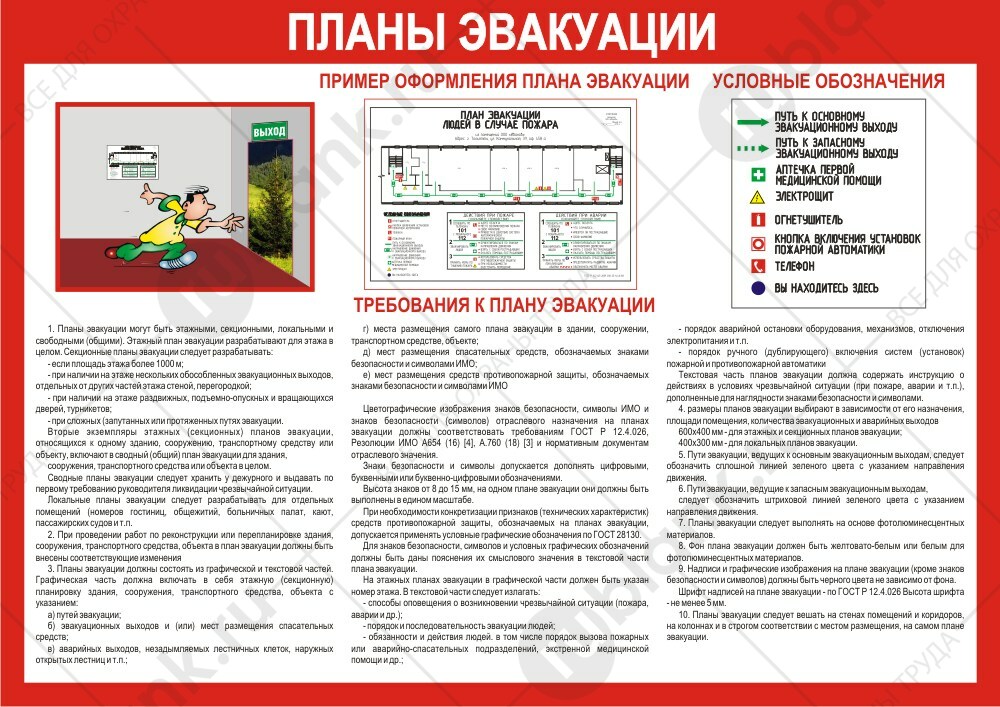 ПЛАНЫ ЭВАКУАЦИИ
ПРИМЕР ОФОРМЛЕНИЯ ПЛАНА ЭВАКУАЦИИ
УСЛОВНЫЕ ОБОЗНАЧЕНИЯ
ВЫХОД
ПЛАН ЭВАКУАЦИИ
ЛЮДЕЙ В СЛУЧАЕ ПОЖАРА
УСЛОВНЫЕ ОБОЗНАЧЕНИЯ
ДЕЙСТВИЯ ПРИ ПОЖАРЕ
ДЕЙСТВИЯ ПРИ АВАРИИ
101
112
101
112
ПУТЬ К ОСНОВНОМУ
ЭВАКУАЦИОННОМУ ВЫХОДУ
ПУТЬ К ЗАПАСНОМУ
ЭВАКУАЦИОННОМУ ВЫХОДУ
АПТЕЧКА ПЕРВОЙ
МЕДИЦИНСКОЙ ПОМОЩИ
ЭЛЕКТРОЩИТ
ОГНЕТУШИТЕЛЬ
КНОПКА ВКЛЮЧЕНИЯ УСТАНОВОК
ПОЖАРНОЙ АВТОМАТИКИ
ТЕЛЕФОН
ВЫ НАХОДИТЕСЬ ЗДЕСЬ
ТРЕБОВАНИЯ К ПЛАНУ ЭВАКУАЦИИ
1. Планы эвакуации могут быть этажными, секционными, локальными и
свободными (общими). Этажный план эвакуации разрабатывают для этажа в
целом. Секционные планы эвакуации следует разрабатывать:
- если площадь этажа более 1000 м;
- при наличии на этаже нескольких обособленных эвакуационных выходов,
отдельных от других частей этажа стеной, перегородкой;
- при наличии на этаже раздвижных, подъемно-опускных и вращающихся
дверей, турникетов;
- при сложных (запутанных или протяженных путях эвакуации.
Вторые экземпляры этажных (секционных) планов эвакуации,
относящихся к одному зданию, сооружению, транспортному средству или
объекту, включают в сводный (общий) план эвакуации для здания,
сооружения, транспортного средства или объекта в целом.
Сводные планы эвакуации следует хранить у дежурного и выдавать по
первому требованию руководителя ликвидации чрезвычайной ситуации.
Локальные планы эвакуации следует разрабатывать для отдельных
помещений (номеров гостиниц, общежитий, больничных палат, кают,
пассажирских судов и т.п.
2. При проведении работ по реконструкции или перепланировке здания,
сооружения, транспортного средства, объекта в план эвакуации должны быть
внесены соответствующие изменения
3. Планы эвакуации должны состоять из графической и текстовой частей.
Графическая часть должна включать в себя этажную (секционную)
планировку здания, сооружения, транспортного средства, объекта с
указанием:
а) путей эвакуации;
б) эвакуационных выходов и (или) мест размещения спасательных
средств;
в) аварийных выходов, незадымляемых лестничных клеток, наружных
открытых лестниц и т.п.;
г) места размещения самого плана эвакуации в здании, сооружении,
транспортном средстве, объекте;
д) мест размещения спасательных средств, обозначаемых знаками
безопасности и символами ИМО;
е) мест размещения средств противопожарной защиты, обозначаемых
знаками безопасности и символами ИМО
Цветографические изображения знаков безопасности, символы ИМО и
знаков безопасности (символов) отраслевого назначения на планах
эвакуации должны соответствовать требованиям ГОСТ Р 12.4.026,
Резолюции ИМО А654 (16) [4], А.760 (18) [3] и нормативным документам
отраслевого значения.
Знаки безопасности и символы допускается дополнять цифровыми,
буквенными или буквенно-цифровыми обозначениями.
Высота знаков от 8 до 15 мм, на одном плане эвакуации они должны быть
выполнены в едином масштабе.
При необходимости конкретизации признаков (технических характеристик)
средств противопожарной защиты, обозначаемых на планах эвакуации,
допускается применять условные графические обозначения по ГОСТ 28130.
Для знаков безопасности, символов и условных графических обозначений
должны быть даны пояснения их смыслового значения в текстовой части
плана эвакуации.
На этажных планах эвакуации в графической части должен быть указан
номер этажа. В текстовой части следует излагать:
- способы оповещения о возникновении чрезвычайной ситуации (пожара,
аварии и др.);
- порядок и последовательность эвакуации людей;
- обязанности и действия людей. в том числе порядок вызова пожарных
или аварийно-спасательных подразделений, экстренной медицинской
помощи и др.;
- порядок аварийной остановки оборудования, механизмов, отключения
электропитания и т.п.
- порядок ручного (дублирующего) включения систем (установок)
пожарной и противопожарной автоматики
Текстовая часть планов эвакуации должна содержать инструкцию о
действиях в условиях чрезвычайной ситуации (при пожаре, аварии и т.п.),
дополненные для наглядности знаками безопасности и символами.
4. размеры планов эвакуации выбирают в зависимости от его назначения,
площади помещения, количества эвакуационных и аварийных выходов
600х400 мм - для этажных и секционных планов эвакуации;
400х300 мм - для локальных планов эвакуации.
5. Пути эвакуации, ведущих к основным эвакуационным выходам, следует
обозначить сплошной линией зеленого цвета с указанием направления
движения.
6. Пути эвакуации, ведущие к запасным эвакуационным выходам,
следует обозначить штриховой линией зеленого цвета с указанием
направления движения.
7. Планы эвакуации следует выполнять на основе фотолюминесцентных
материалов.
8. Фон плана эвакуации должен быть желтовато-белым или белым для
фотолюминесцентных материалов.
9. Надписи и графические изображения на плане эвакуации (кроме знаков
безопасности и символов) должны быть черного цвета не зависимо от фона.
Шрифт надписей на плане эвакуации - по ГОСТ Р 12.4.026 Высота шрифта
- не менее 5 мм.
10. Планы эвакуации следует вешать на стенах помещений и коридоров,
на колоннах и в строгом соответствии с местом размещения, на самом плане
эвакуации.